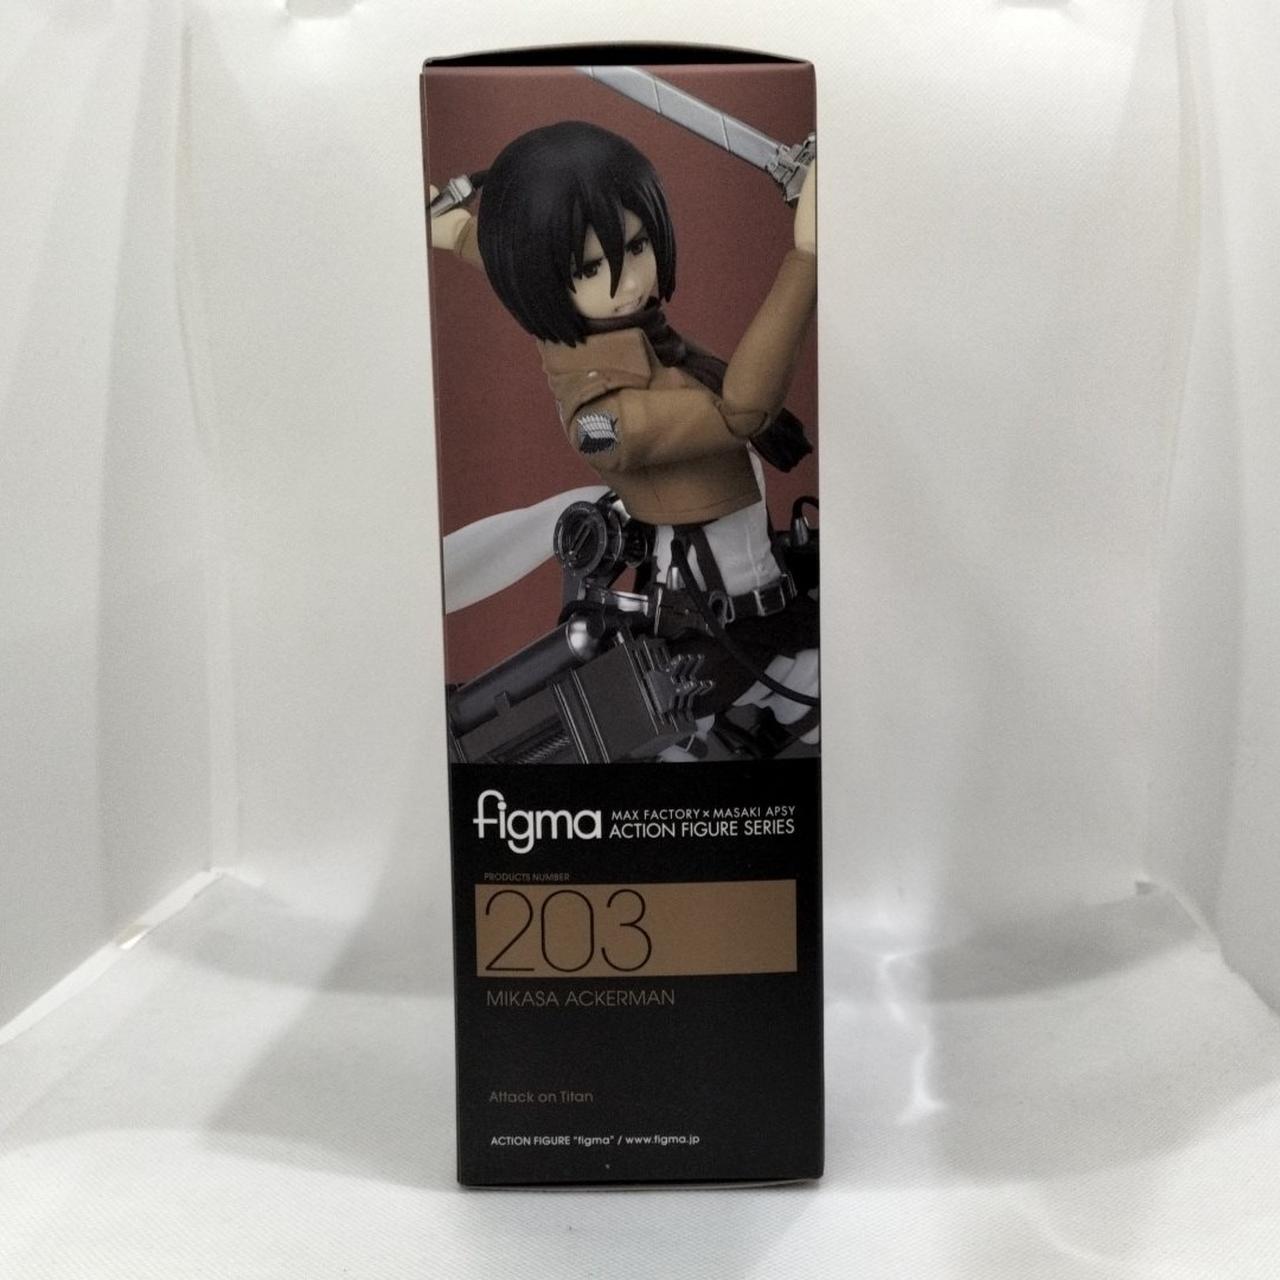 figma
MAX FACTORY × MASAKI APSY
ACTION FIGURE SERIES
PRODUCTS NUMBER
203
MIKASA ACKERMAN
Attack on Titan
ACTION FIGURE "figma" / www.figma.jp